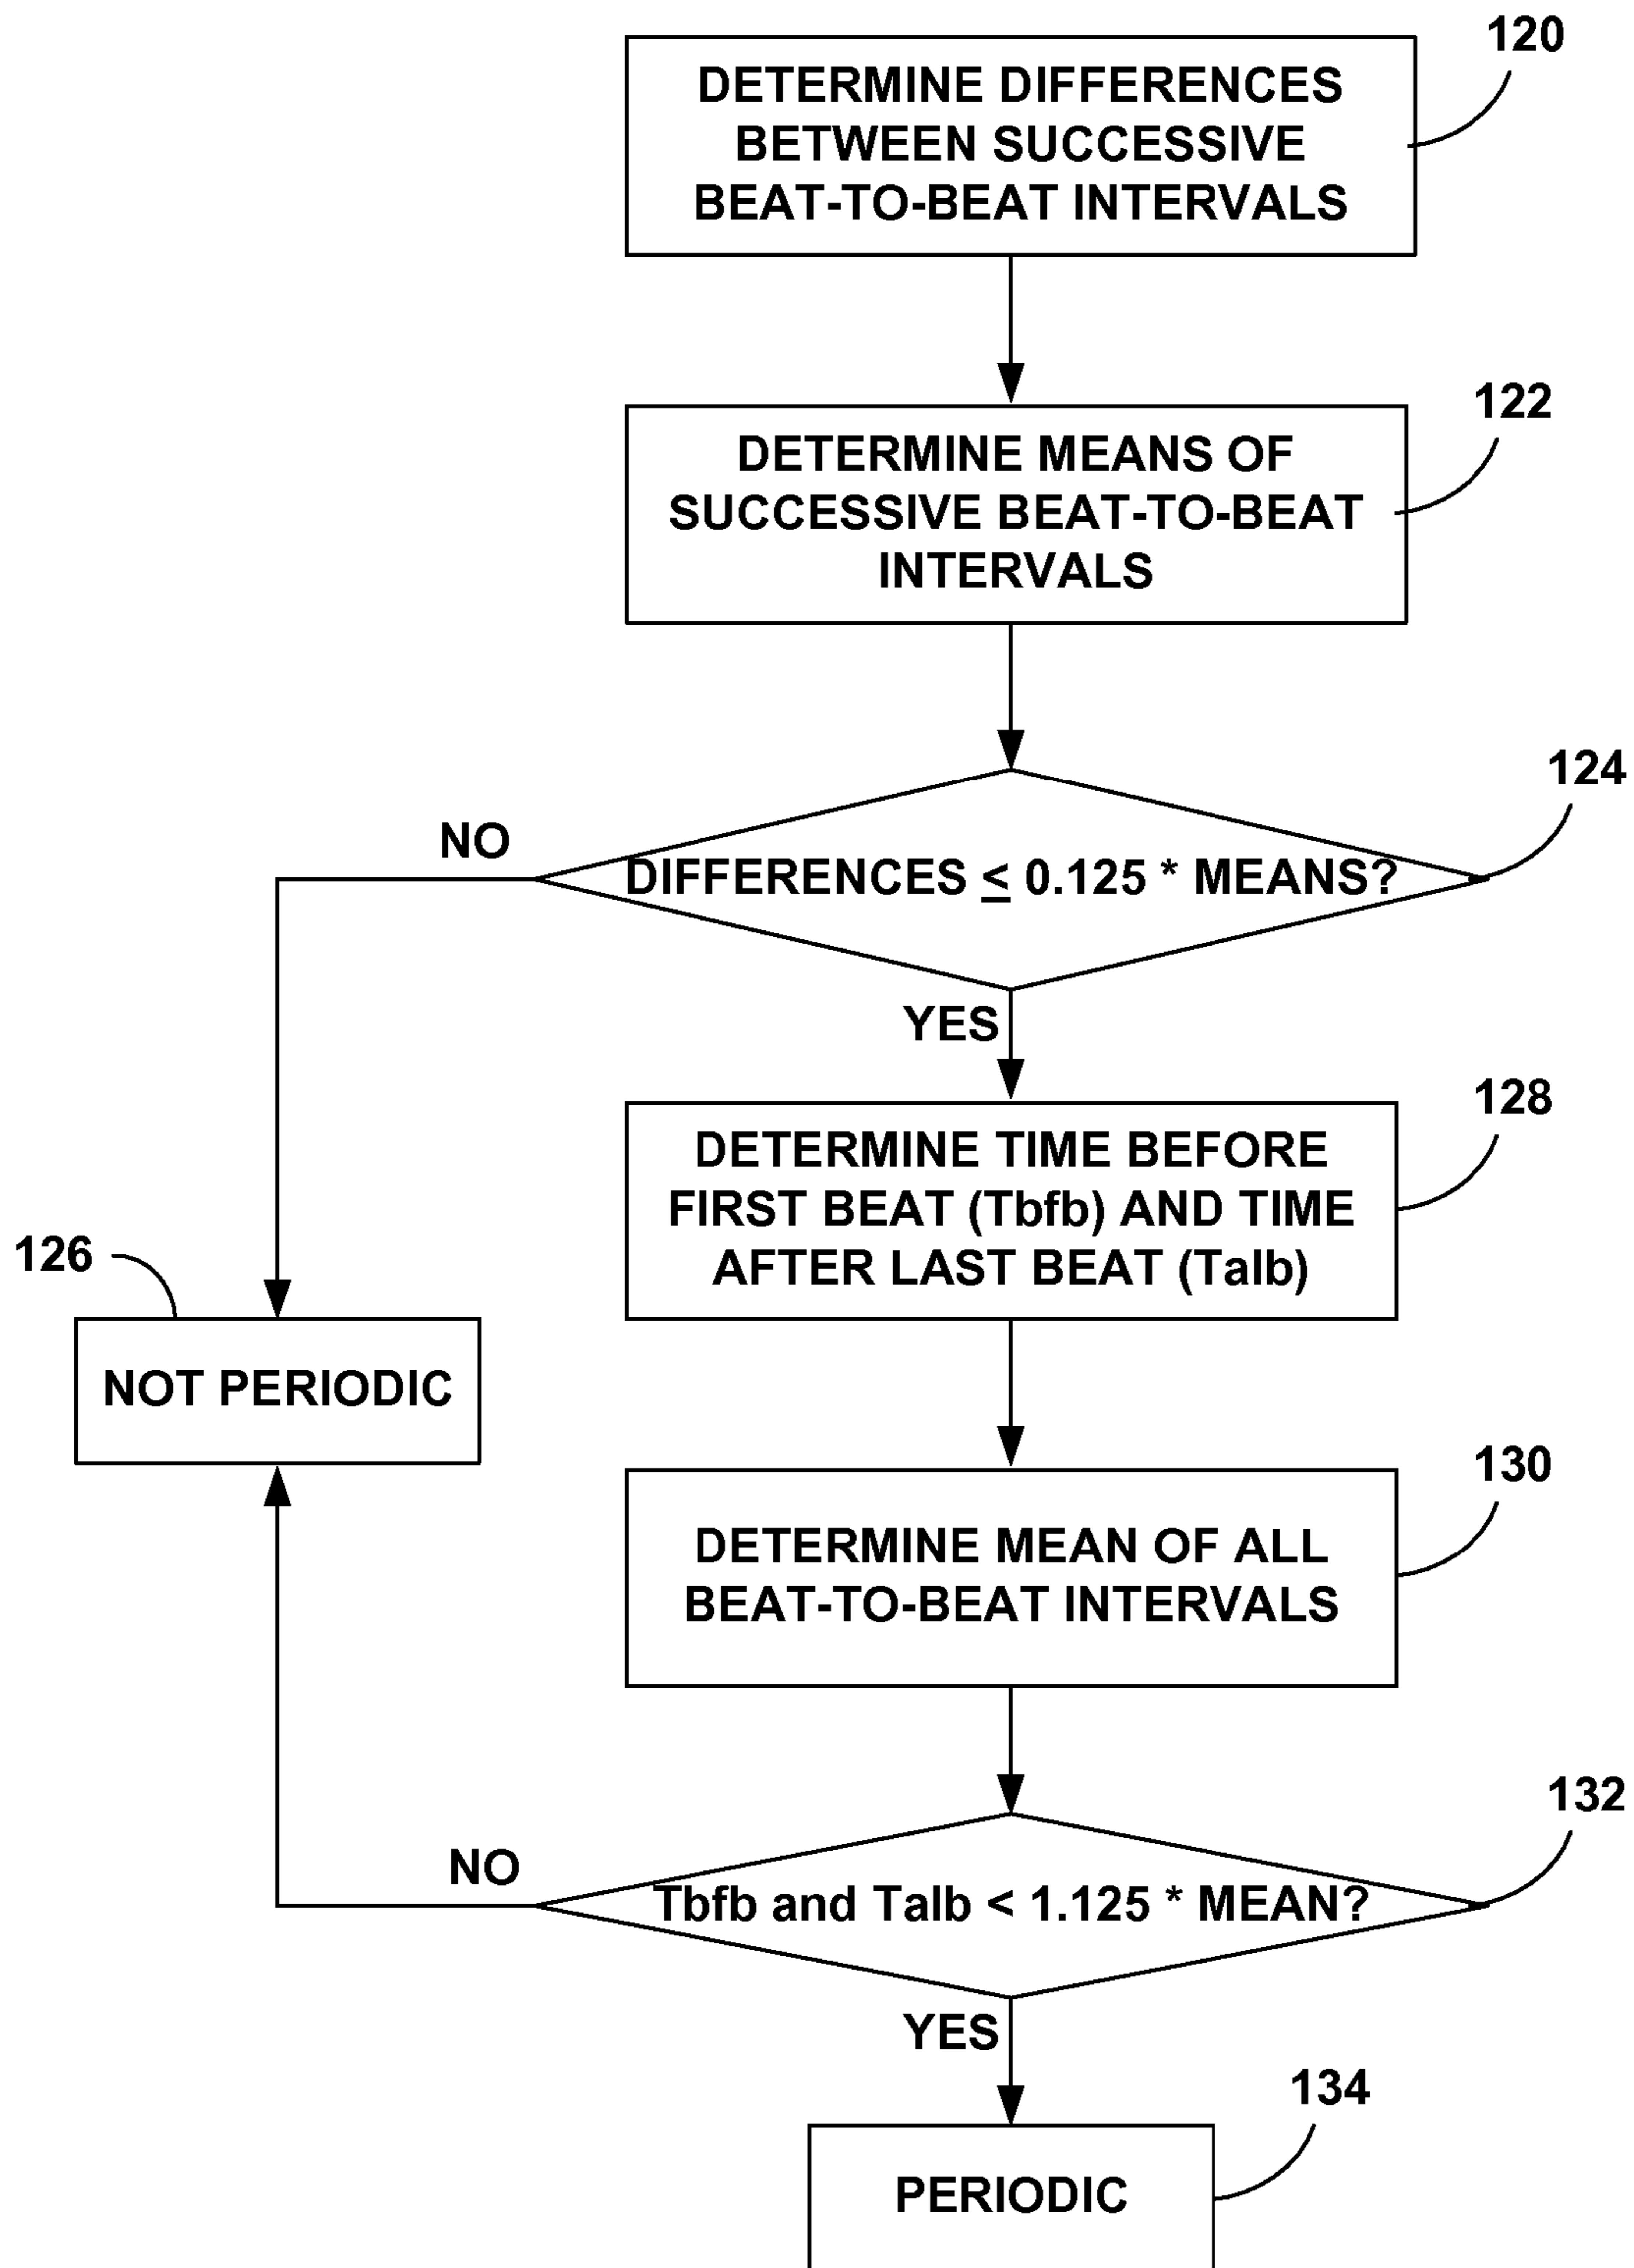 120
DETERMINE DIFFERENCES
BETWEEN SUCCESSIVE
BEAT-TO-BEAT INTERVALS
122
DETERMINE MEANS OF
SUCCESSIVE BEAT-TO-BEAT
INTERVALS
124
NO
DIFFERENCES ≤ 0.125 * MEANS?
YES
128
DETERMINE TIME BEFORE
FIRST BEAT (Tbfb) AND TIME
AFTER LAST BEAT (Talb)
126
NOT PERIODIC
130
DETERMINE MEAN OF ALL
BEAT-TO-BEAT INTERVALS
132
NO
Tbfb and Talb < 1.125 * MEAN?
YES
134
PERIODIC